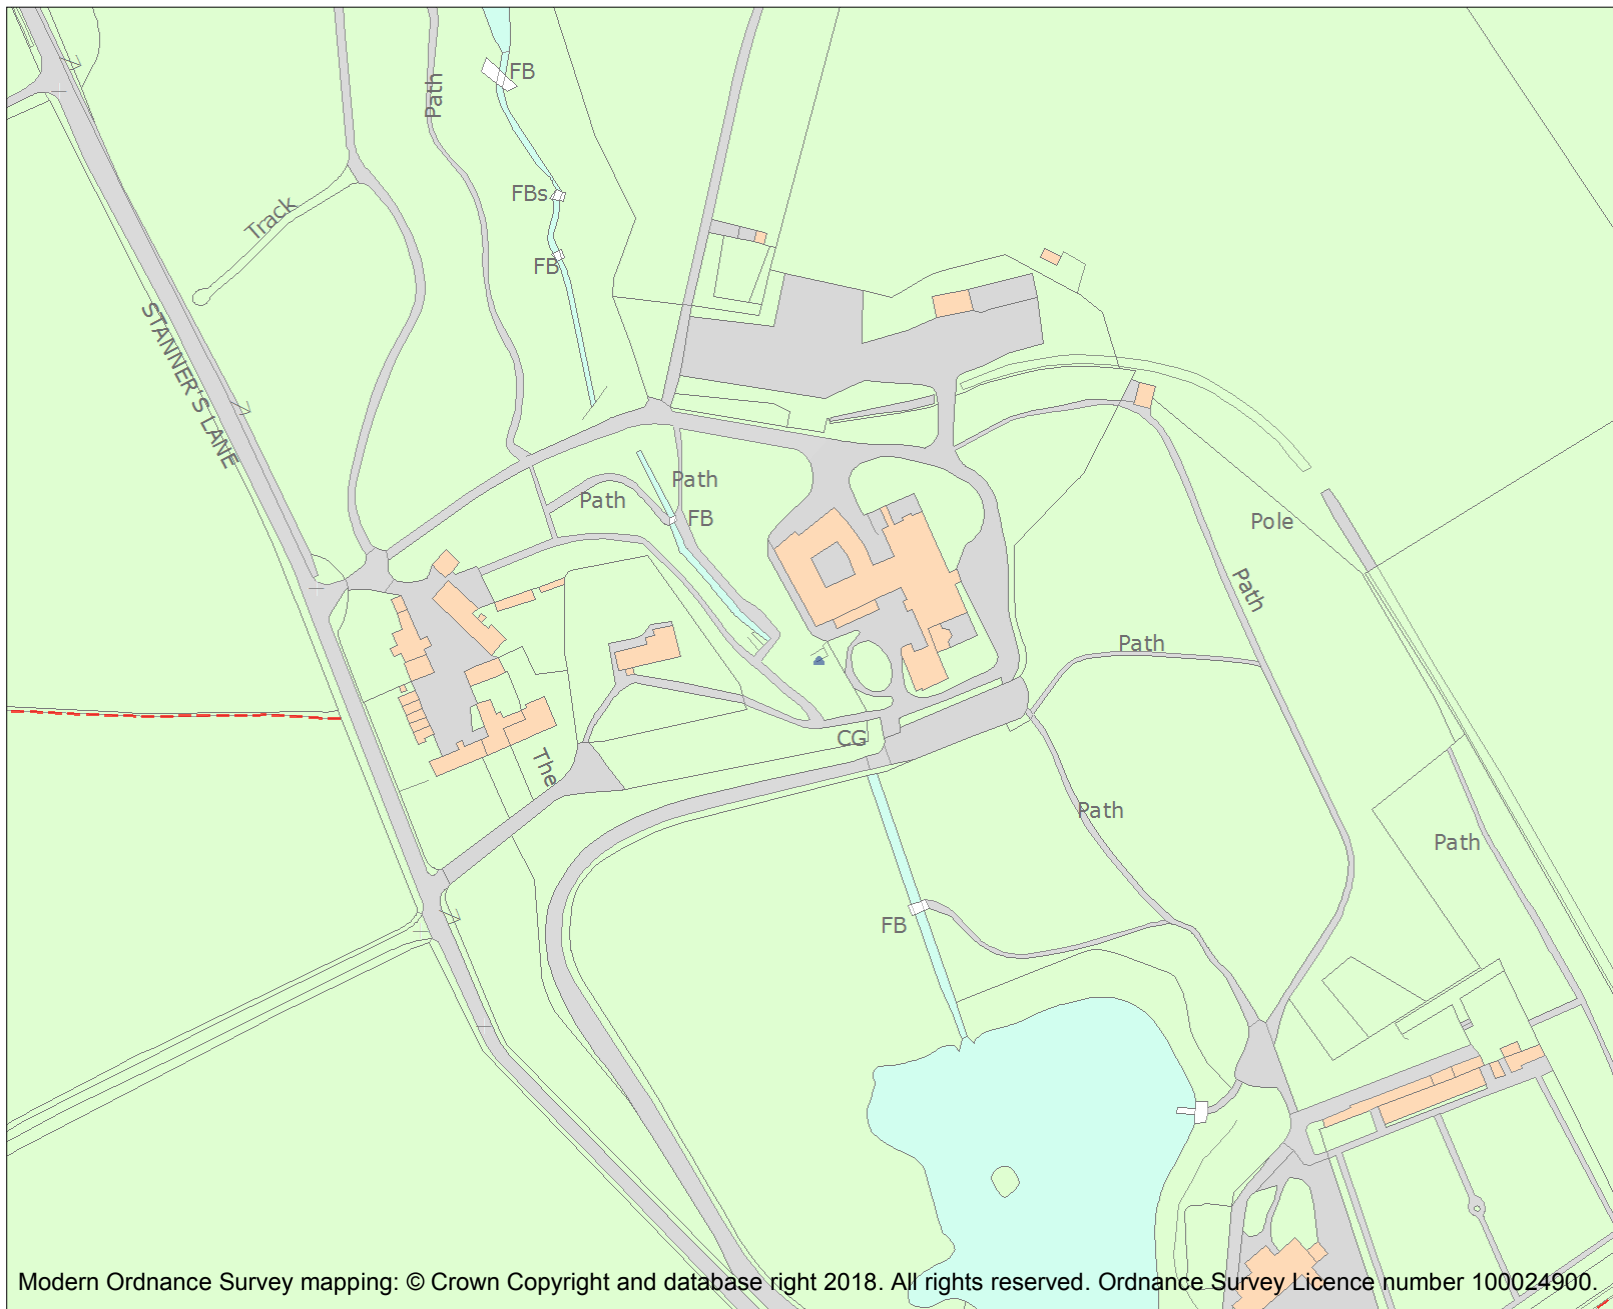 FB
Path
FBs
Track
FB
STANNER'S LANE
Path
Path
FB
Pole
Path
Path
CG
The
Path
Path
FB
Modern Ordnance Survey mapping: © Crown Copyright and database right 2018. All rights reserved. Ordnance Survey Licence number 100024900.